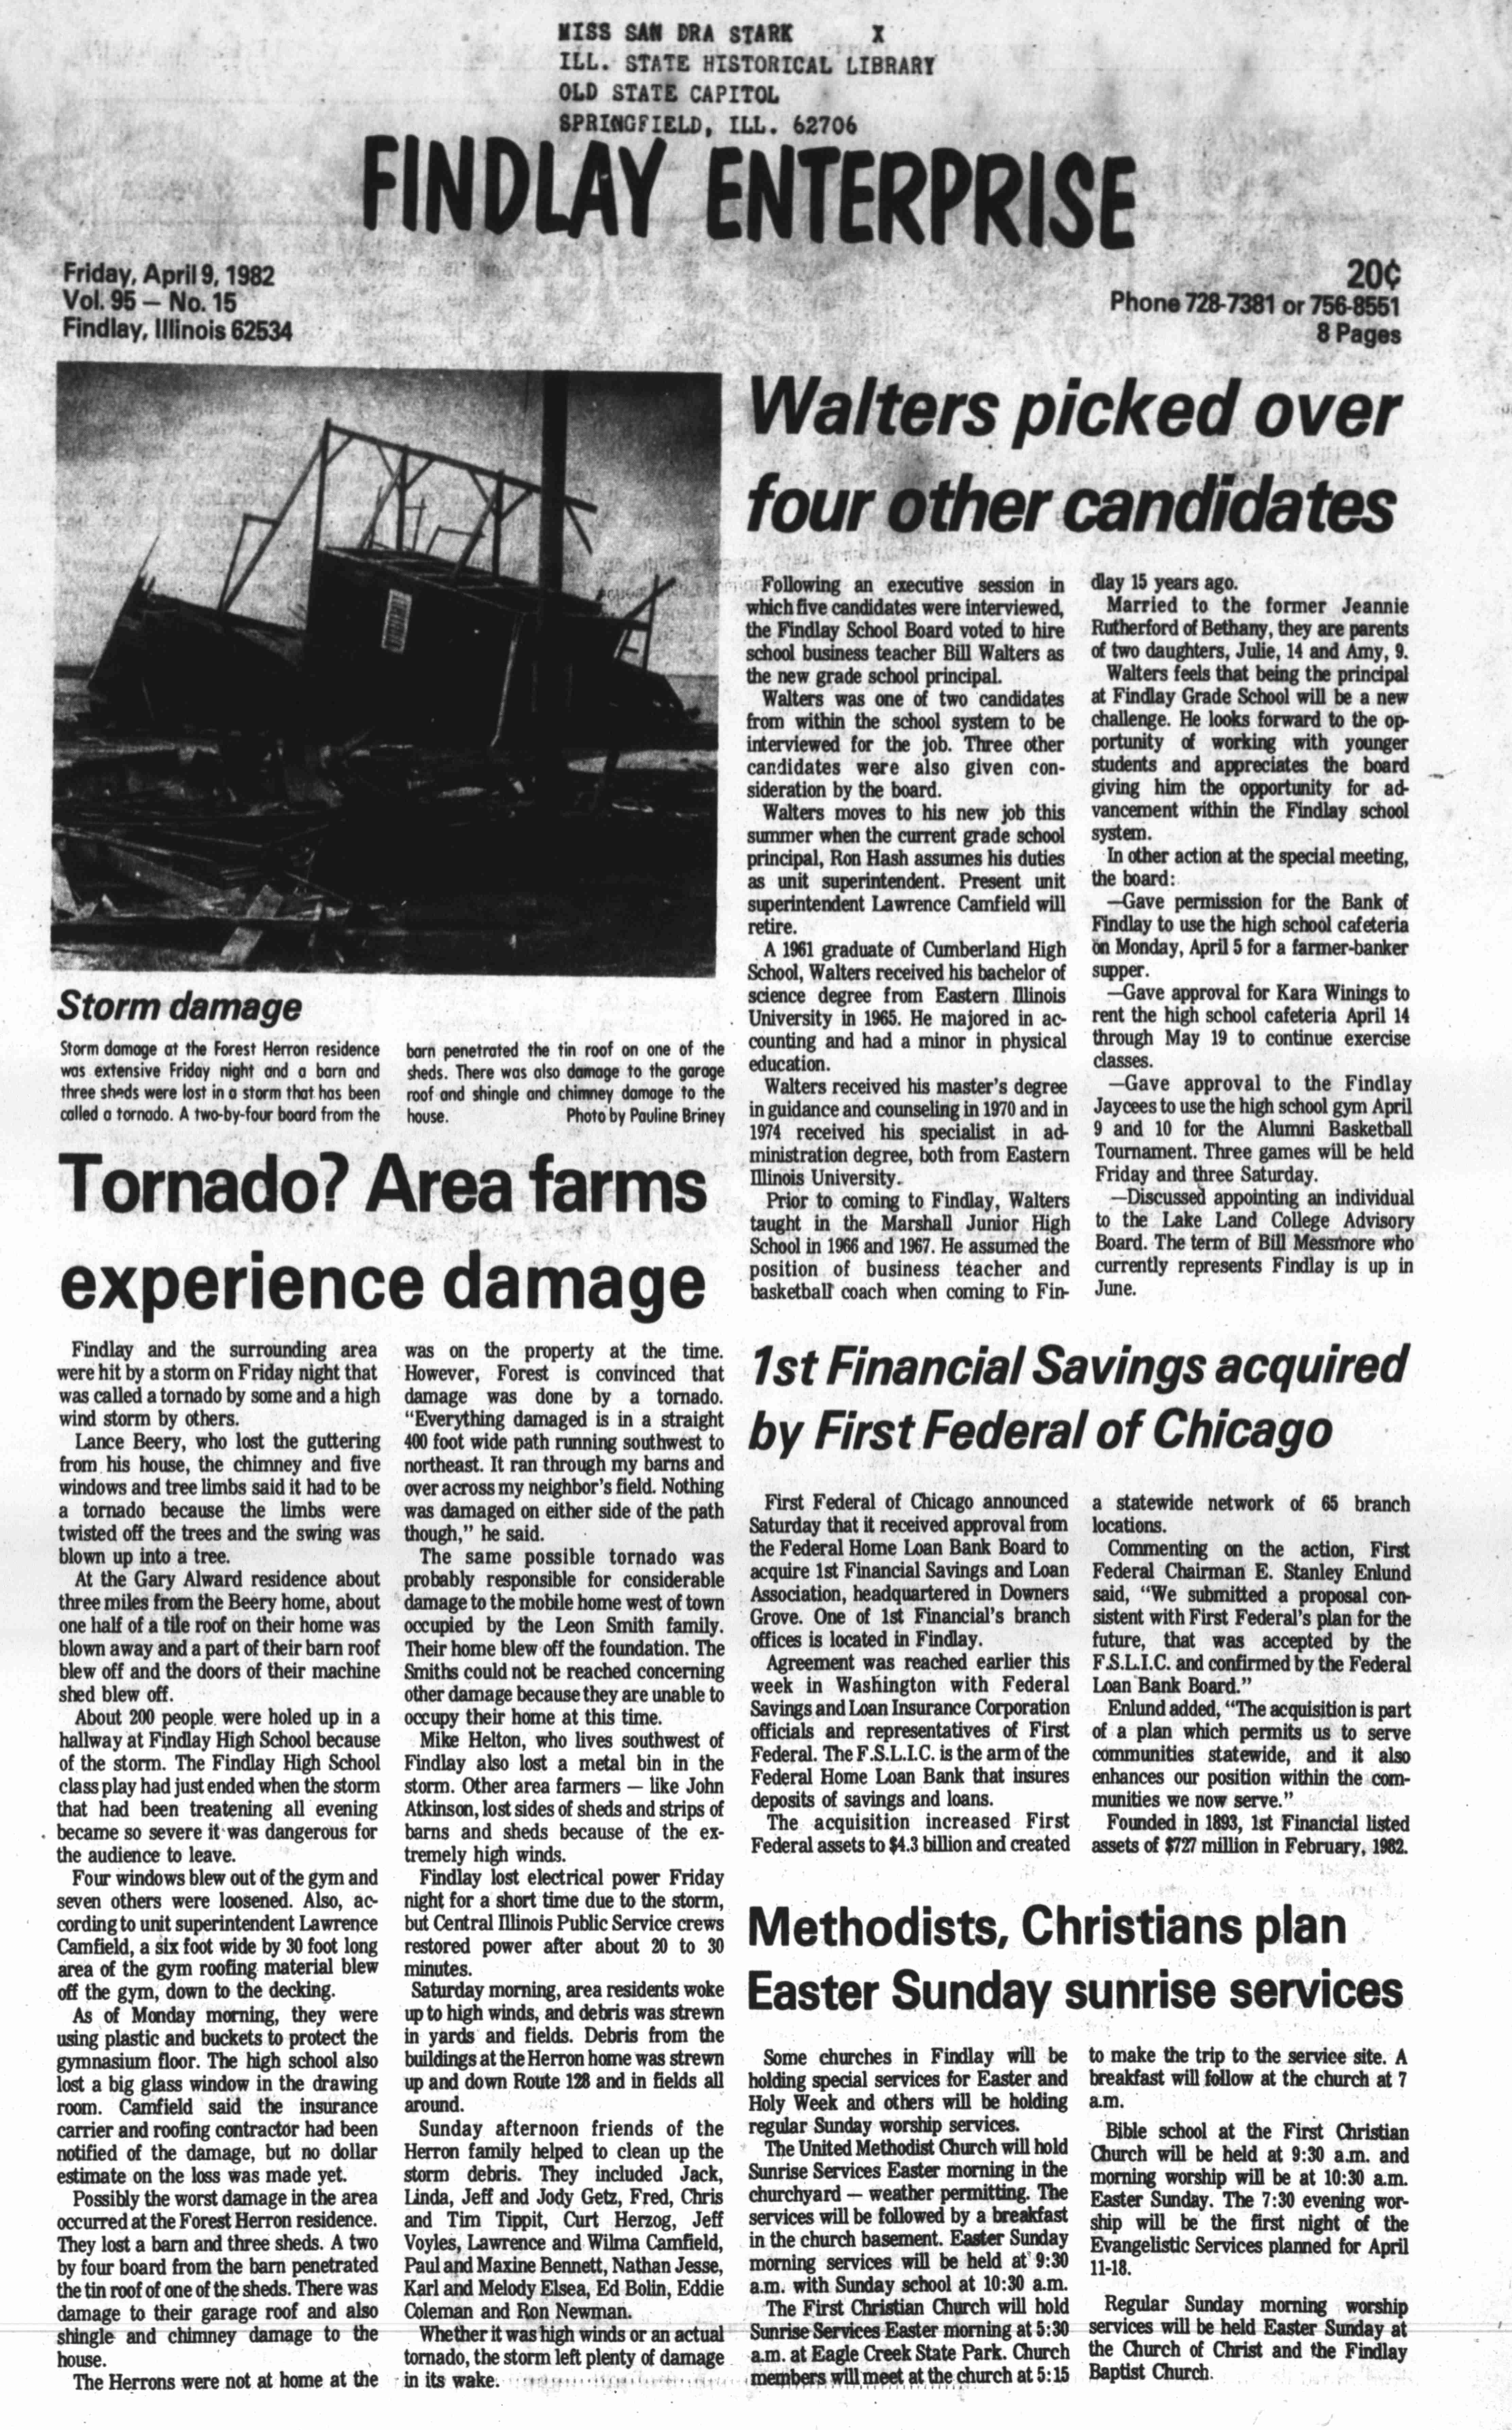 MISS SAN DRA STARK X
ILL. STATE HISTORICAL LIBRARY
OLD STATE CAPITOL
SPRINGFIELD, ILL. 62706
FINDLAY ENTERPRISE
Friday, April 9, 1982
Vol. 95 — No. 15
Findlay, Illinois 62534
20¢
Phone 728-7381 or 756-8551
8 Pages
Storm damage
Storm damage at the Forest Herron residence
was extensive Friday night and a barn and
three sheds were lost in a storm that has been
called a tornado. A two-by-four board from the
barn penetrated the tin roof on one of the
sheds. There was also damage to the garage
roof and shingle and chimney damage to the
house. Photo by Pauline Briney
Tornado? Area farms
experience damage
Findlay and the surrounding area
were hit by a storm on Friday night that
was called a tornado by some and a high
wind storm by others.
Lance Beery, who lost the guttering
from his house, the chimney and five
windows and tree limbs said it had to be
a tornado because the limbs were
twisted off the trees and the swing was
blown up into a tree.
At the Gary Alward residence about
three miles from the Beery home, about
one half of a tile roof on their home was
blown away and a part of their barn roof
blew off and the doors of their machine
shed blew off.
About 200 people were holed up in a
hallway at Findlay High School because
of the storm. The Findlay High School
class play had just ended when the storm
that had been treatening all evening
became so severe it was dangerous for
the audience to leave.
Four windows blew out of the gym and
seven others were loosened. Also, ac-
cording to unit superintendent Lawrence
Camfield, a six foot wide by 30 foot long
area of the gym roofing material blew
off the gym, down to the decking.
As of Monday morning, they were
using plastic and buckets to protect the
gymnasium floor. The high school also
lost a big glass window in the drawing
room. Camfield said the insurance
carrier and roofing contractor had been
notified of the damage, but no dollar
estimate on the loss was made yet.
Possibly the worst damage in the area
occurred at the Forest Herron residence.
They lost a barn and three sheds. A two
by four board from the barn penetrated
the tin roof of one of the sheds. There was
damage to their garage roof and also
shingle and chimney damage to the
house.
The Herrons were not at home at the
was on the property at the time.
However, Forest is convinced that
damage was done by a tornado.
“Everything damaged is in a straight
400 foot wide path running southwest to
northeast. It ran through my barns and
over across my neighbor’s field. Nothing
was damaged on either side of the path
though,” he said.
The same possible tornado was
probably responsible for considerable
damage to the mobile home west of town
occupied by the Leon Smith family.
Their home blew off the foundation. The
Smiths could not be reached concerning
other damage because they are unable to
occupy their home at this time.
Mike Helton, who lives southwest of
Findlay also lost a metal bin in the
storm. Other area farmers — like John
Atkinson, lost sides of sheds and strips of
barns and sheds because of the ex-
tremely high winds.
Findlay lost electrical power Friday
night for a short time due to the storm,
but Central Illinois Public Service crews
restored power after about 20 to 30
minutes.
Saturday morning, area residents woke
up to high winds, and debris was strewn
in yards and fields. Debris from the
buildings at the Herron home was strewn
up and down Route 128 and in fields all
around.
Sunday afternoon friends of the
Herron family helped to clean up the
storm debris. They included Jack,
Linda, Jeff and Jody Getz, Fred, Chris
and Tim Tippit, Curt Herzog, Jeff
Voyles, Lawrence and Wilma Camfield,
Paul and Maxine Bennett, Nathan Jesse,
Karl and Melody Elsea, Ed Bolin, Eddie
Coleman and Ron Newman.
Whether it was high winds or an actual
tornado, the storm left plenty of damage
in its wake.
Walters picked over
four other candidates
Following an executive session in
which five candidates were interviewed,
the Findlay School Board voted to hire
school business teacher Bill Walters as
the new grade school principal.
Walters was one of two candidates
from within the school system to be
interviewed for the job. Three other
candidates were also given con-
sideration by the board.
Walters moves to his new job this
summer when the current grade school
principal, Ron Hash assumes his duties
as unit superintendent. Present unit
superintendent Lawrence Camfield will
retire.
A 1961 graduate of Cumberland High
School, Walters received his bachelor of
science degree from Eastern Illinois
University in 1965. He majored in ac-
counting and had a minor in physical
education.
Walters received his master’s degree
in guidance and counseling in 1970 and in
1974 received his specialist in ad-
ministration degree, both from Eastern
Illinois University.
Prior to coming to Findlay, Walters
taught in the Marshall Junior High
School in 1966 and 1967. He assumed the
position of business teacher and
basketball coach when coming to Fin-
dlay 15 years ago.
Married to the former Jeannie
Rutherford of Bethany, they are parents
of two daughters, Julie, 14 and Amy, 9.
Walters feels that being the principal
at Findlay Grade School will be a new
challenge. He looks forward to the op-
portunity of working with younger
students and appreciates the board
giving him the opportunity for ad-
vancement within the Findlay school
system.
In other action at the special meeting,
the board:
—Gave permission for the Bank of
Findlay to use the high school cafeteria
on Monday, April 5 for a farmer-banker
supper.
—Gave approval for Kara Winings to
rent the high school cafeteria April 14
through May 19 to continue exercise
classes.
—Gave approval to the Findlay
Jaycees to use the high school gym April
9 and 10 for the Alumni Basketball
Tournament. Three games will be held
Friday and three Saturday.
—Discussed appointing an individual
to the Lake Land College Advisory
Board. The term of Bill Messmore who
currently represents Findlay is up in
June.
1st Financial Savings acquired
by First Federal of Chicago
First Federal of Chicago announced
Saturday that it received approval from
the Federal Home Loan Bank Board to
acquire 1st Financial Savings and Loan
Association, headquartered in Downers
Grove. One of 1st Financial’s branch
offices is located in Findlay.
Agreement was reached earlier this
week in Washington with Federal
Savings and Loan Insurance Corporation
officials and representatives of First
Federal. The F.S.L.I.C. is the arm of the
Federal Home Loan Bank that insures
deposits of savings and loans.
The acquisition increased First
Federal assets to $4.3 billion and created
a statewide network of 65 branch
locations.
Commenting on the action, First
Federal Chairman E. Stanley Enlund
said, “We submitted a proposal con-
sistent with First Federal’s plan for the
future, that was accepted by the
F.S.L.I.C. and confirmed by the Federal
Loan Bank Board.”
Enlund added, “The acquisition is part
of a plan which permits us to serve
communities statewide, and it also
enhances our position within the com-
munities we now serve.”
Founded in 1893, 1st Financial listed
assets of $727 million in February, 1982.
Methodists, Christians plan
Easter Sunday sunrise services
Some churches in Findlay will be
holding special services for Easter and
Holy Week and others will be holding
regular Sunday worship services.
The United Methodist Church will hold
Sunrise Services Easter morning in the
churchyard — weather permitting. The
services will be followed by a breakfast
in the church basement. Easter Sunday
morning services will be held at 9:30
a.m. with Sunday school at 10:30 a.m.
The First Christian Church will hold
Sunrise Services Easter morning at 5:30
a.m. at Eagle Creek State Park. Church
members will meet at the church at 5:15
to make the trip to the service site. A
breakfast will follow at the church at 7
a.m.
Bible school at the First Christian
Church will be held at 9:30 a.m. and
morning worship will be at 10:30 a.m.
Easter Sunday. The 7:30 evening wor-
ship will be the first night of the
Evangelistic Services planned for April
11-18.
Regular Sunday morning worship
services will be held Easter Sunday at
the Church of Christ and the Findlay
Baptist Church.